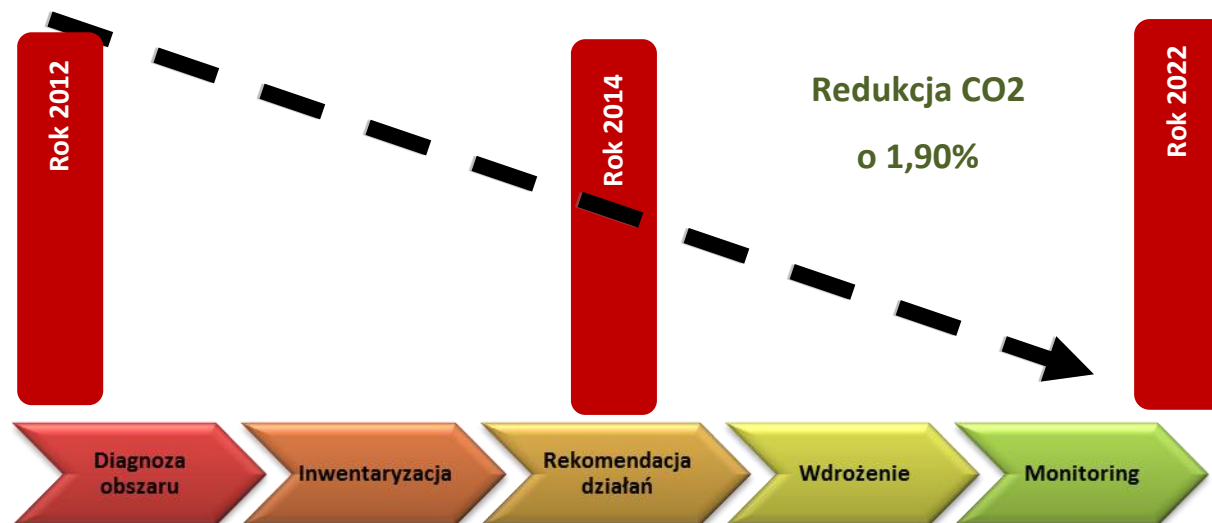 Rok 2012
Rok 2014
Redukcja CO2
o 1,90%
Rok 2022
Diagnoza
obszaru
Inwentaryzacja
Rekomendacja
działań
Wdrożenie
Monitoring